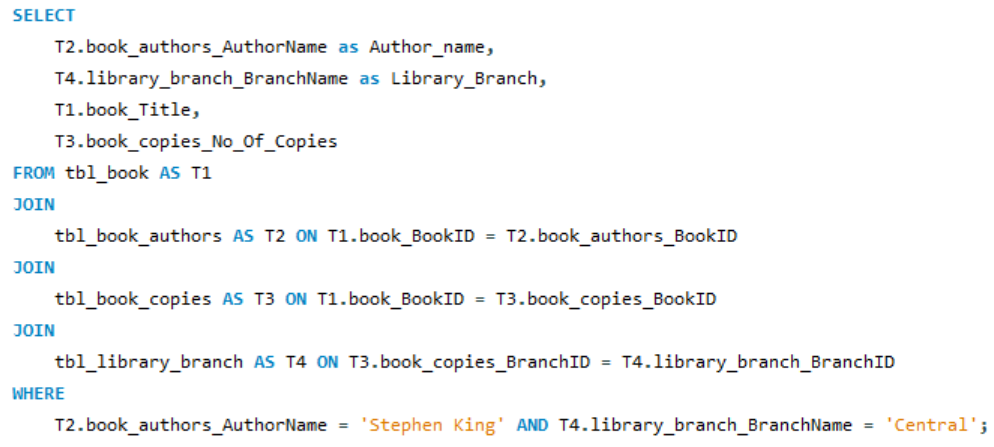 SELECT
T2.book_authors_AuthorName as Author_name,
T4.library_branch_BranchName as Library_Branch,
T1.book_Title,
T3.book_copies_No_Of_Copies
FROM tbl_book AS T1
JOIN
tbl_book_authors AS T2 ON T1.book_BookID = T2.book_authors_BookID
JOIN
tbl_book_copies AS T3 ON T1.book_BookID = T3.book_copies_BookID
JOIN
tbl_library_branch AS T4 ON T3.book_copies_BranchID = T4.library_branch_BranchID
WHERE
T2.book_authors_AuthorName = 'Stephen King' AND T4.library_branch_BranchName = 'Central';